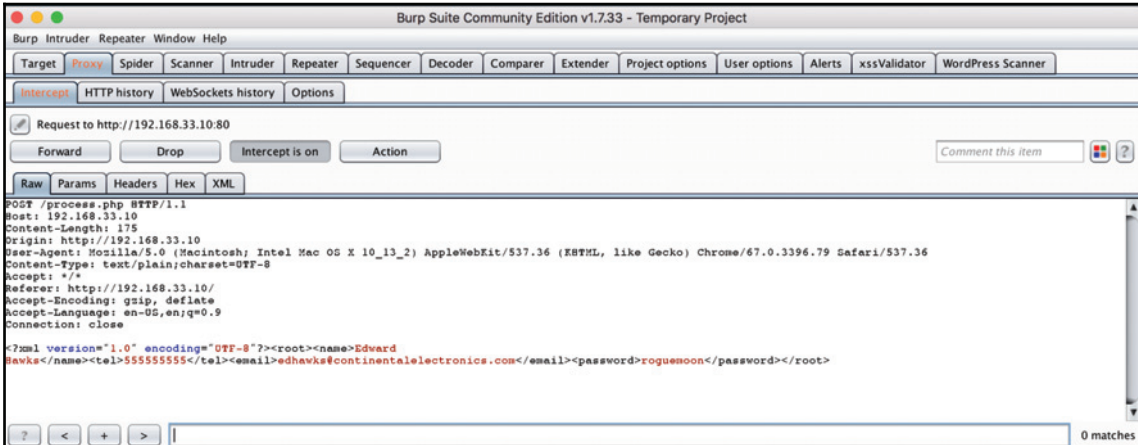 Burp Suite Community Edition v1.7.33 - Temporary Project
Burp Intruder Repeater Window Help
Target Proxy Spider Scanner Intruder Repeater Sequencer Decoder Comparer Extender Project options User options Alerts xssValidator WordPress Scanner
Intercept HTTP history WebSockets history Options
Request to http://192.168.33.10:80
Forward Drop Intercept is on Action Comment this item ?
Raw Params Headers Hex XML
POST /process.php HTTP/1.1
Host: 192.168.33.10
Content-Length: 175
Origin: http://192.168.33.10
User-Agent: Mozilla/5.0 (Macintosh; Intel Mac OS X 10_13_2) AppleWebKit/537.36 (KHTML, like Gecko) Chrome/67.0.3396.79 Safari/537.36
Content-Type: text/plain;charset=UTF-8
Accept: */*
Referer: http://192.168.33.10/
Accept-Encoding: gzip, deflate
Accept-Language: en-US,en;q=0.9
Connection: close
<?xml version="1.0" encoding="UTF-8"?><root><name>Edward
Hawks</name><tel>555555555</tel><email>edhawks@continentalelectronics.com</email><password>roguemoon</password></root>
? < + > 0 matches